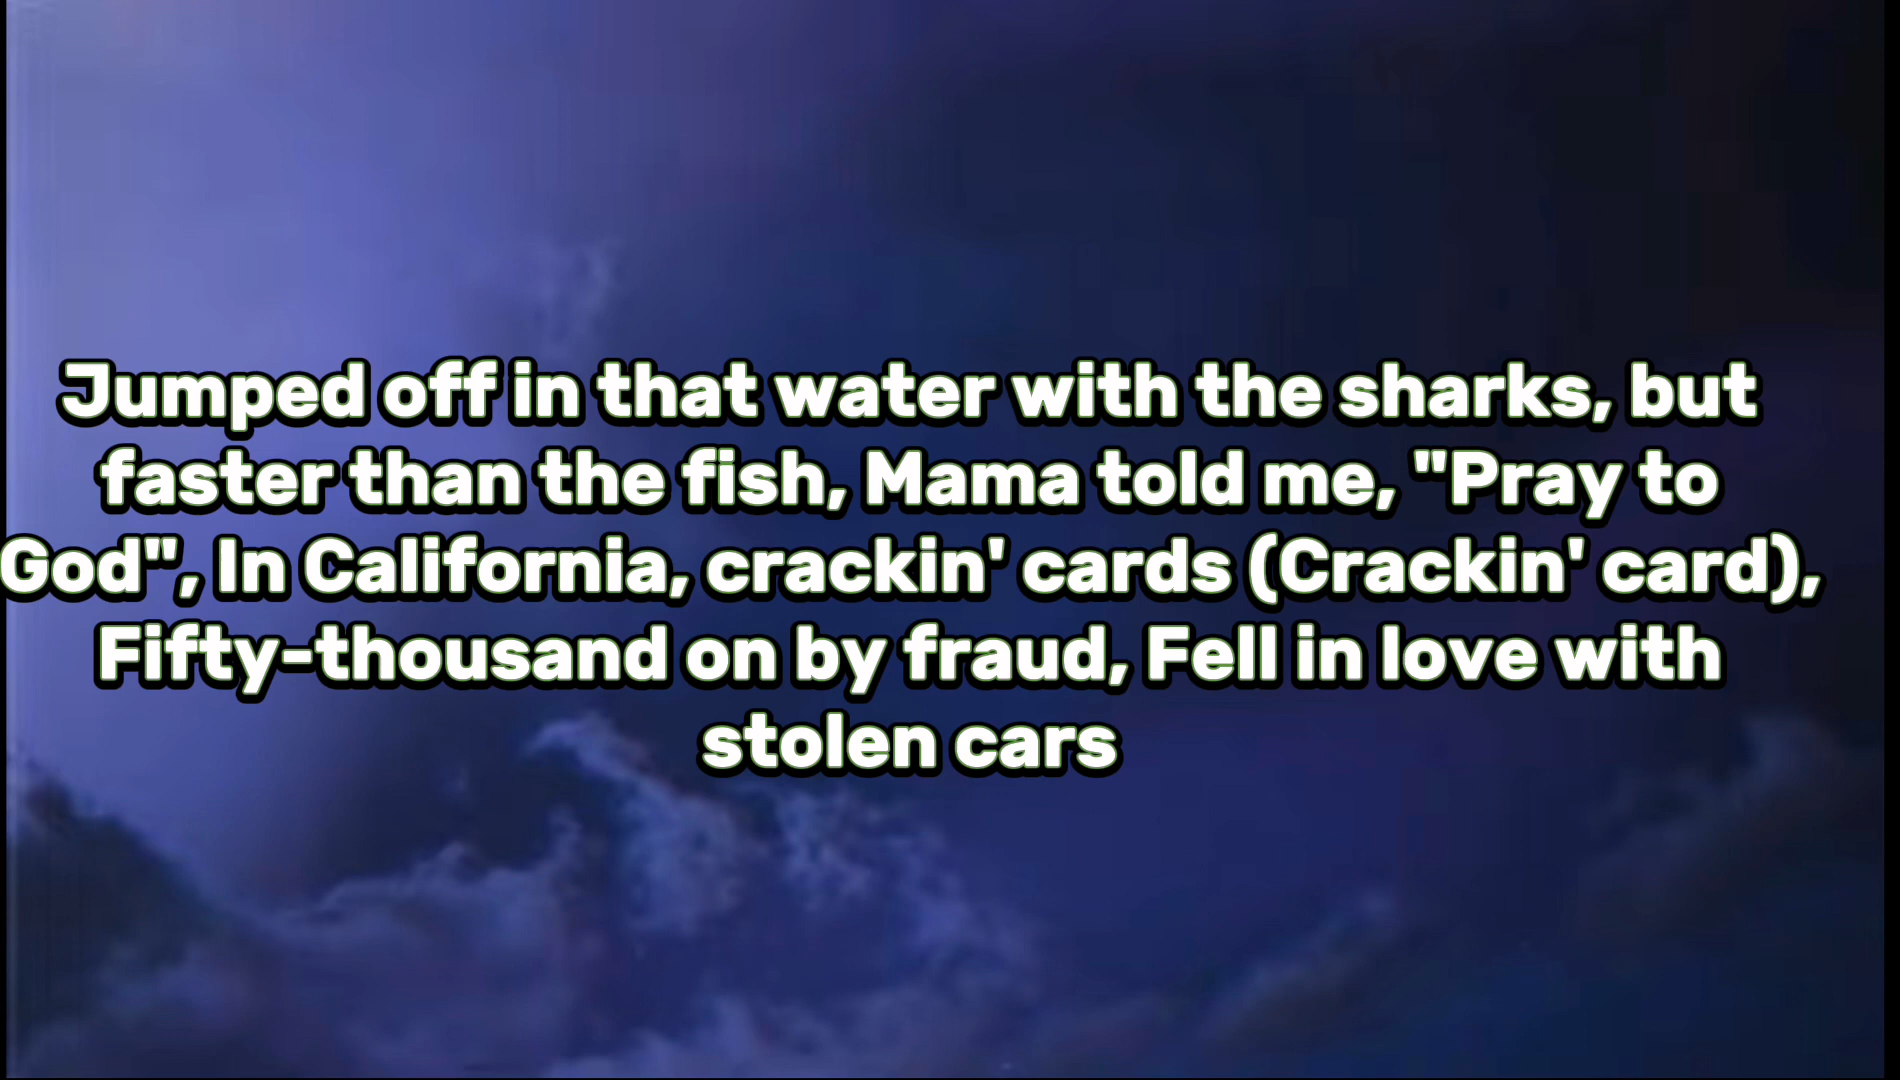 Jumped off in that water with the sharks, but
faster than the fish, Mama told me, "Pray to
God", In California, crackin' cards (Crackin' card),
Fifty-thousand on by fraud, Fell in love with
stolen cars